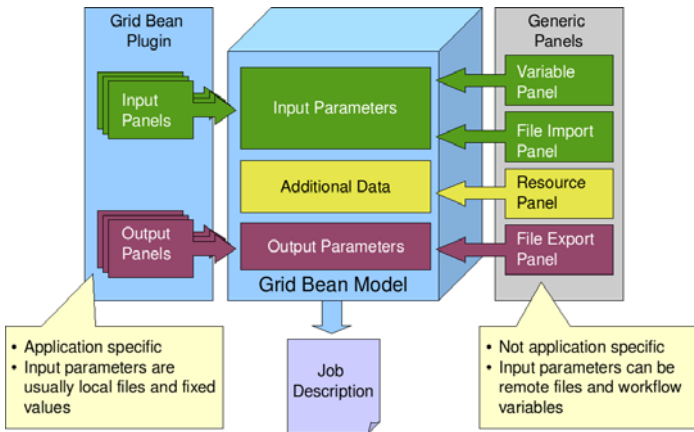 Grid Bean
Plugin
Input
Panels
Output
Panels
Input Parameters
Additional Data
Output Parameters
Grid Bean Model
Generic
Panels
Variable
Panel
File Import
Panel
Resource
Panel
File Export
Panel
• Application specific
• Input parameters are
usually local files and fixed
values
Job
Description
• Not application specific
• Input parameters can be
remote files and workflow
variables